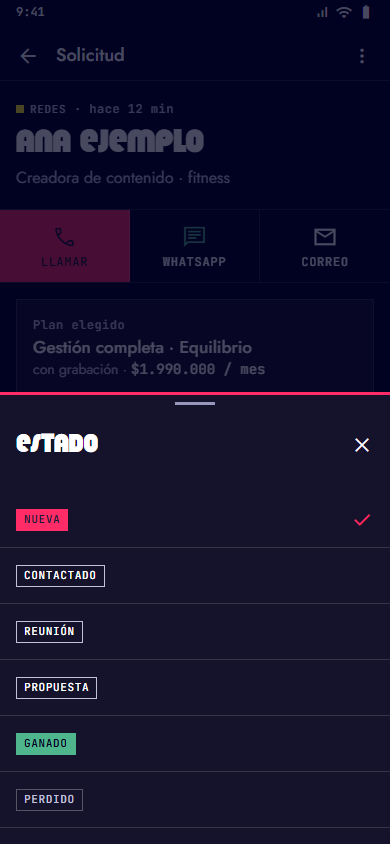 9:41
Solicitud
REDES · hace 12 min
ANA EJEMPLO
Creadora de contenido · fitness
LLAMAR
WHATSAPP
CORREO
Plan elegido
Gestión completa · Equilibrio
con grabación · $1.990.000 / mes
ESTADO
NUEVA
CONTACTADO
REUNIÓN
PROPUESTA
GANADO
PERDIDO